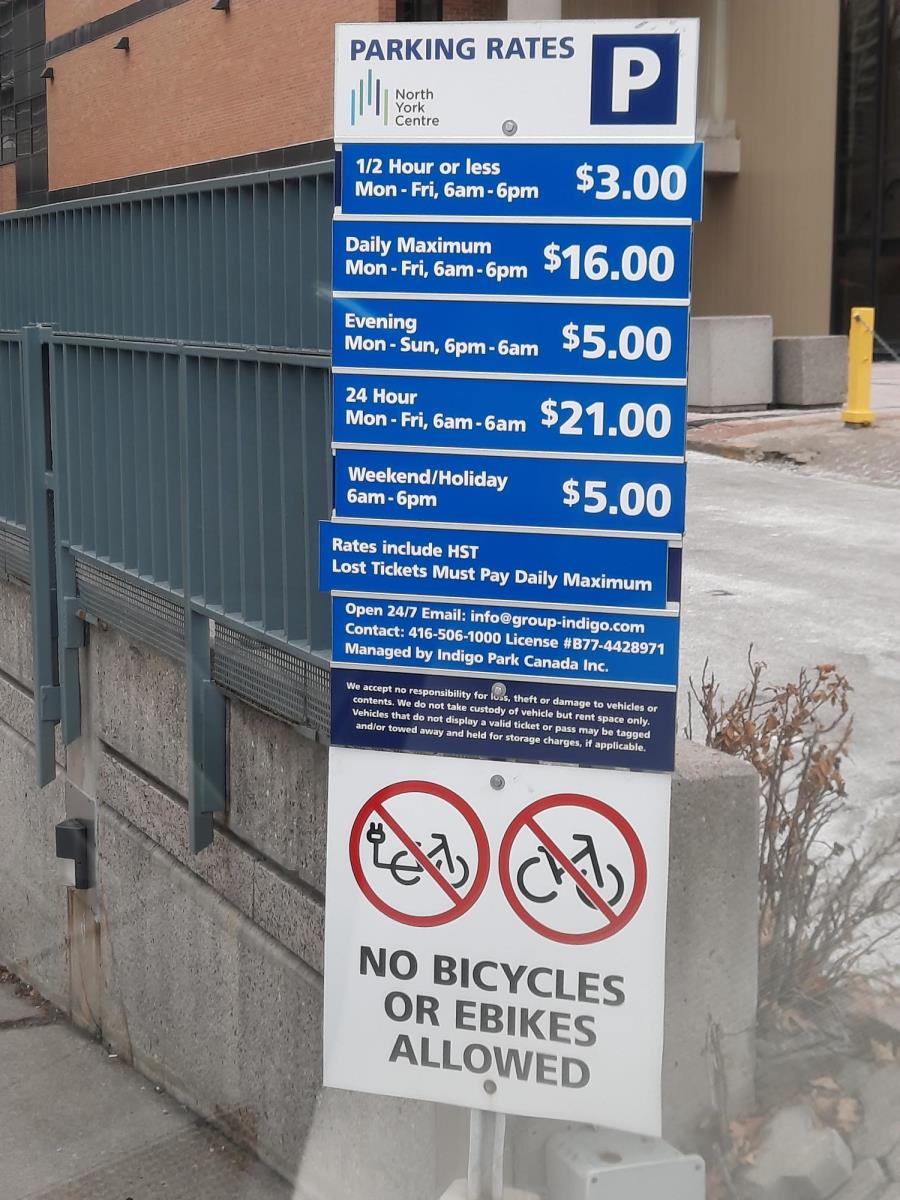 PARKING RATES
P
North
York
Centre
1/2 Hour or less
Mon - Fri, 6am - 6pm $3.00
Daily Maximum
Mon - Fri, 6am - 6pm $16.00
Evening
Mon - Sun, 6pm - 6am $5.00
24 Hour
Mon - Fri, 6am - 6am $21.00
Weekend/Holiday
6am - 6pm $5.00
Rates include HST
Lost Tickets Must Pay Daily Maximum
Open 24/7 Email: info@group-indigo.com
Contact: 416-506-1000 License #B77-4428971
Managed by Indigo Park Canada Inc.
We accept no responsibility for loss, theft or damage to vehicles or
contents. We do not take custody of vehicle but rent space only.
Vehicles that do not display a valid ticket or pass may be tagged
and/or towed away and held for storage charges, if applicable.
NO BICYCLES
OR EBIKES
ALLOWED